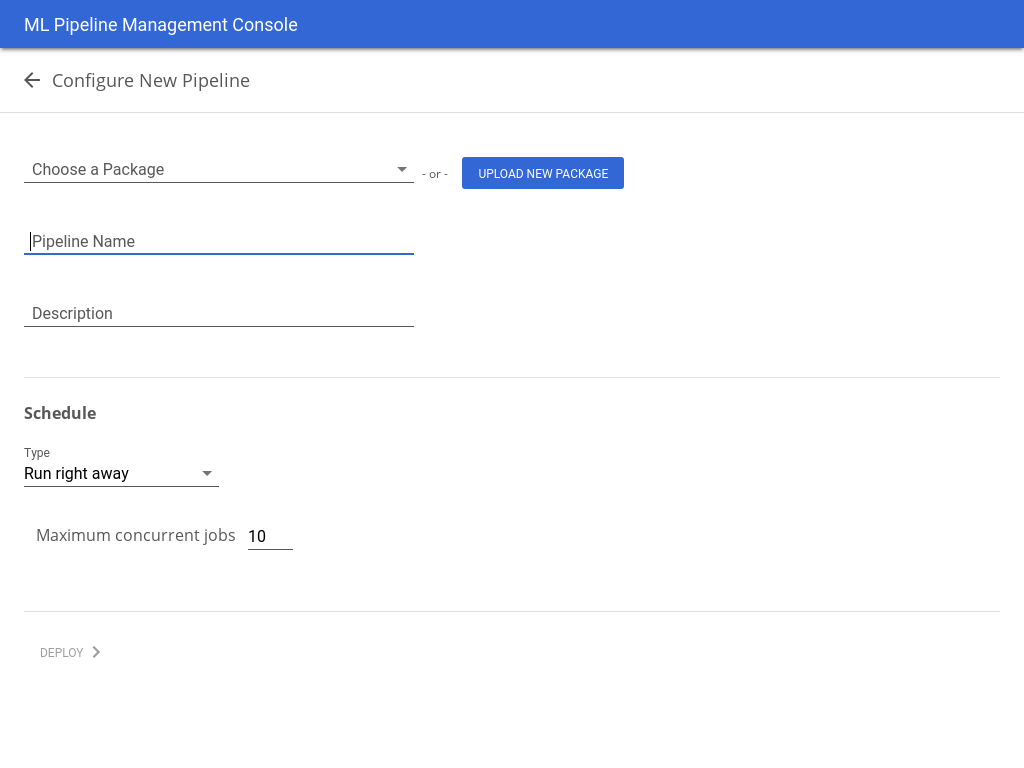 ML Pipeline Management Console
Configure New Pipeline
Choose a Package
- or -
UPLOAD NEW PACKAGE
Pipeline Name
Description
Schedule
Type
Run right away
Maximum concurrent jobs 10
DEPLOY